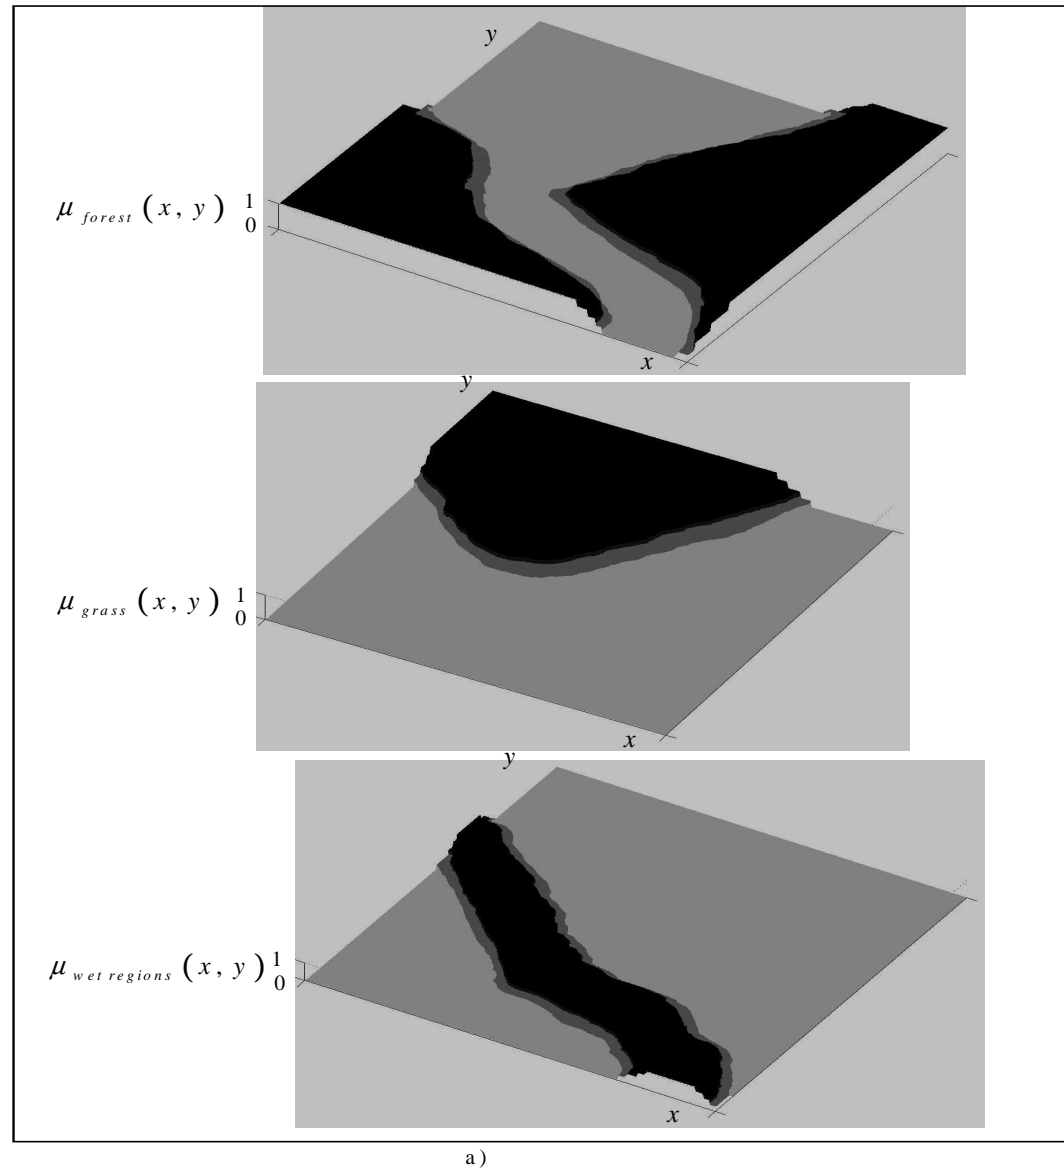 y
μ forest (x, y) 1
0
x
y
μ grass (x, y) 1
0
x
y
μ wet regions (x, y) 1
0
x
a)